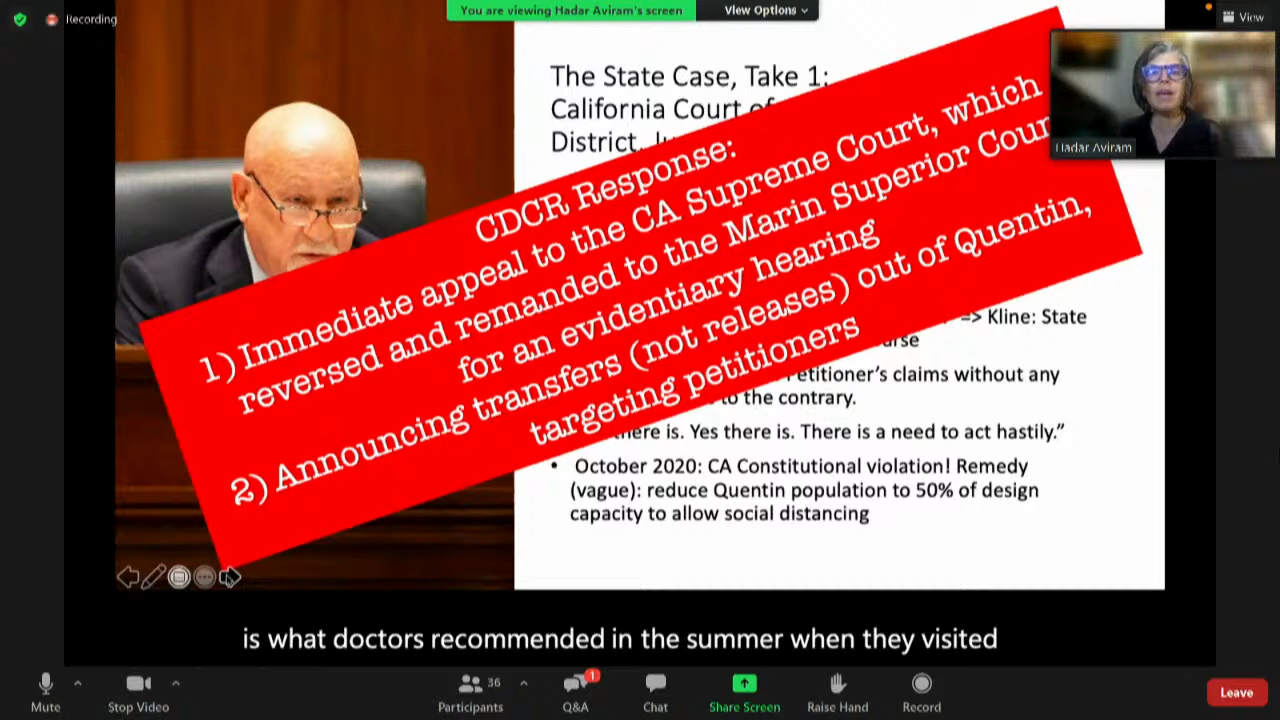 Recording
You are viewing Hadar Aviram's screen
View Options
View
The State Case, Take 1:
California Court of
District,
Hadar Aviram
CDCR Response:
1) Immediate appeal to the CA Supreme Court, which
reversed and remanded to the Marin Superior Cour
for an evidentiary hearing
2) Announcing transfers (not releases) out of Quentin,
targeting petitioners
=> Kline: State
etitioner's claims without any
to the contrary.
here is. Yes there is. There is a need to act hastily."
• October 2020: CA Constitutional violation! Remedy
(vague): reduce Quentin population to 50% of design
capacity to allow social distancing
is what doctors recommended in the summer when they visited
Mute
Stop Video
36
Participants
1
Q&A
Chat
Share Screen
Raise Hand
Record
Leave